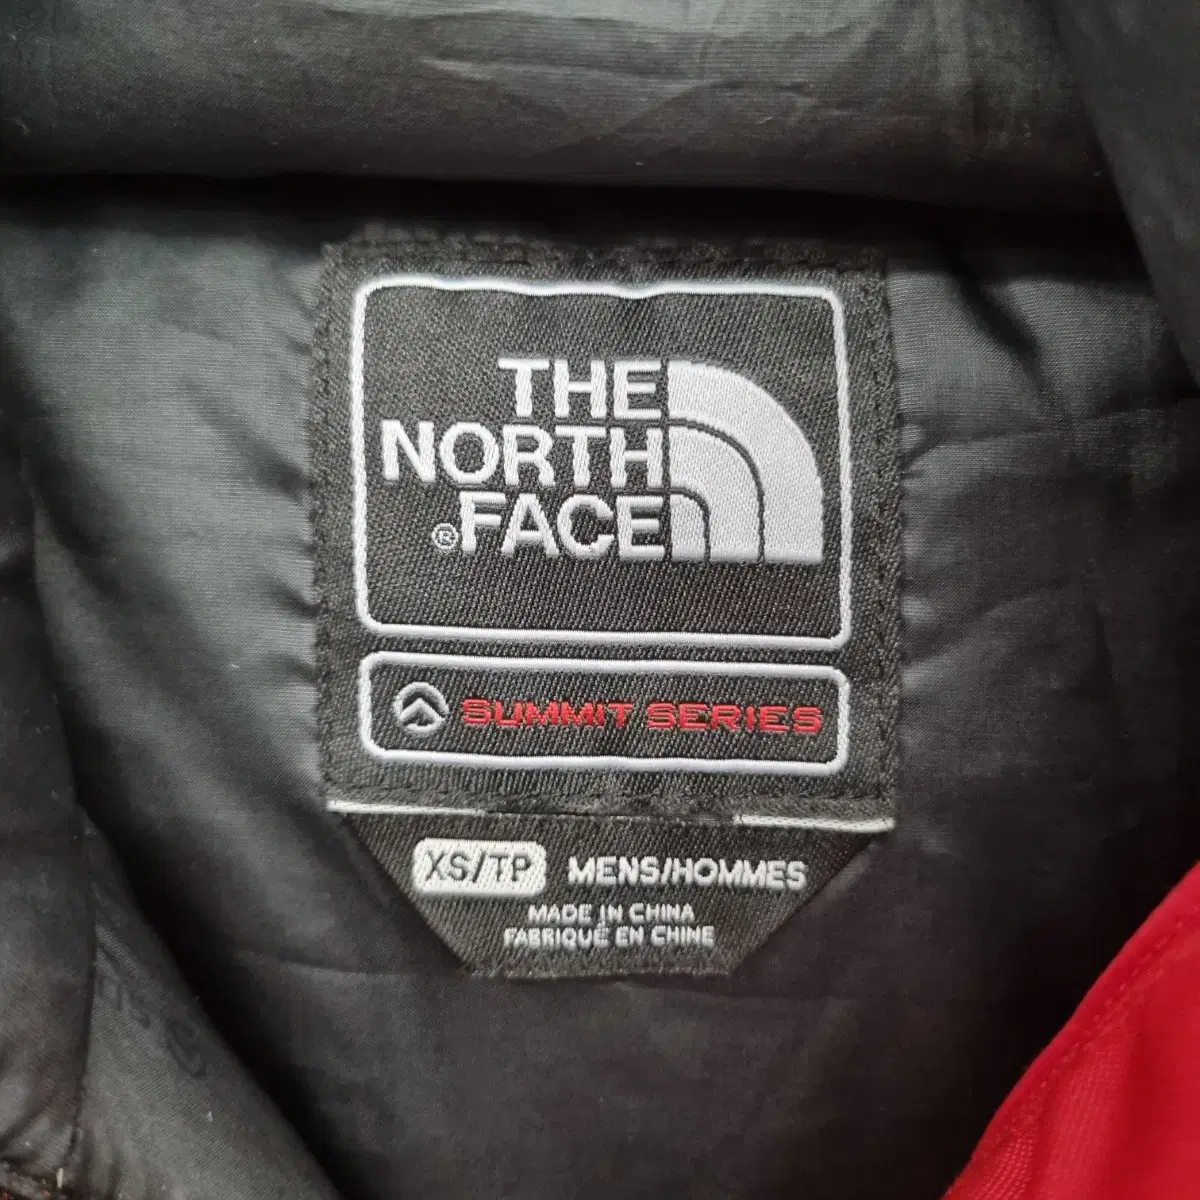 THE
NORTH
®FACE
SUMMIT SERIES
XS/TP MENS/HOMMES
MADE IN CHINA
FABRIQUÉ EN CHINE